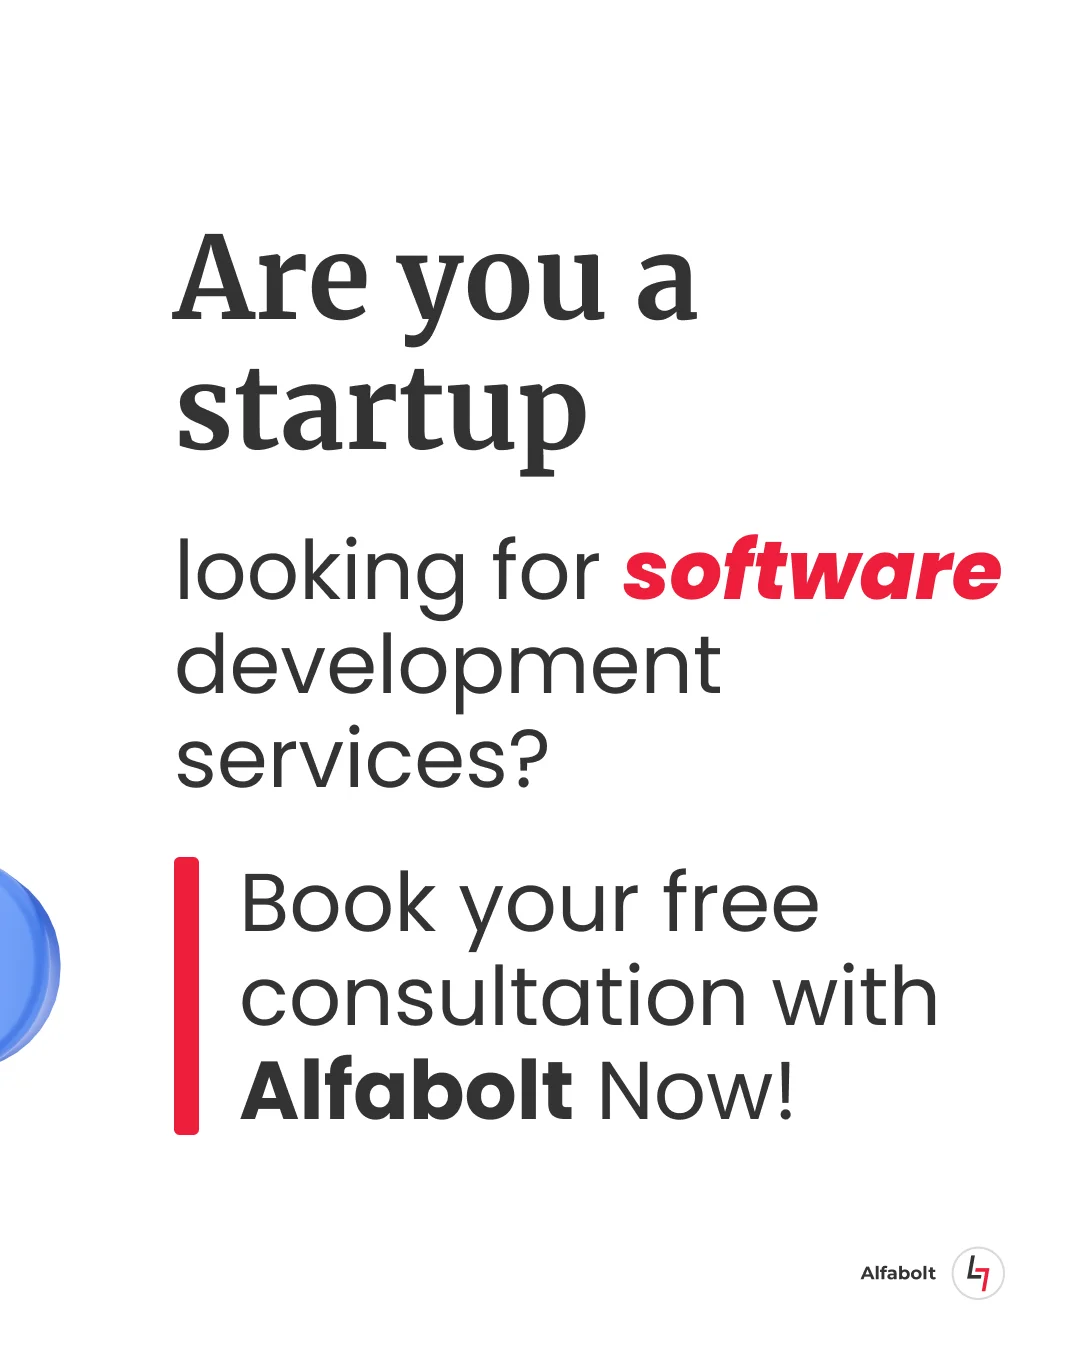 Are you a
startup
looking for software
development
services?
Book your free
consultation with
Alfabolt Now!
Alfabolt